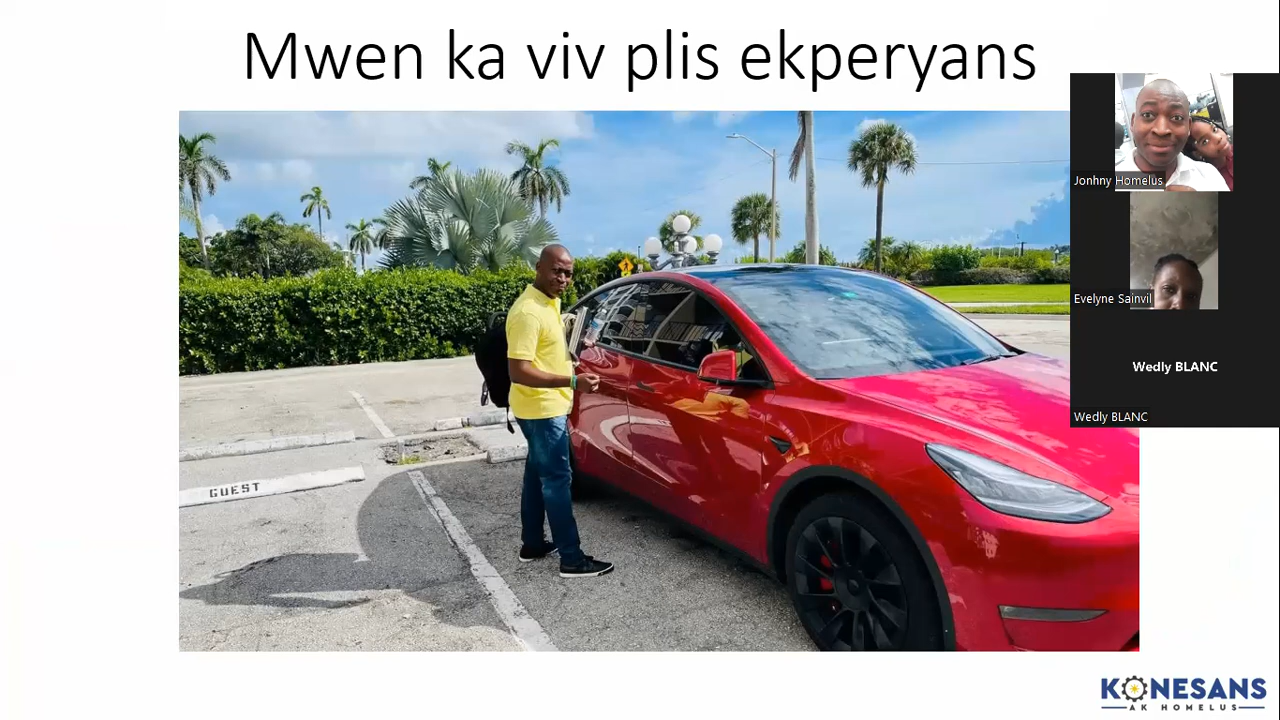 Mwen ka viv plis ekperyans
Jonhny Homelus
Evelyne Sainvil
Wedly BLANC
Wedly BLANC
GUEST
KONESANS
AK HOMELUS